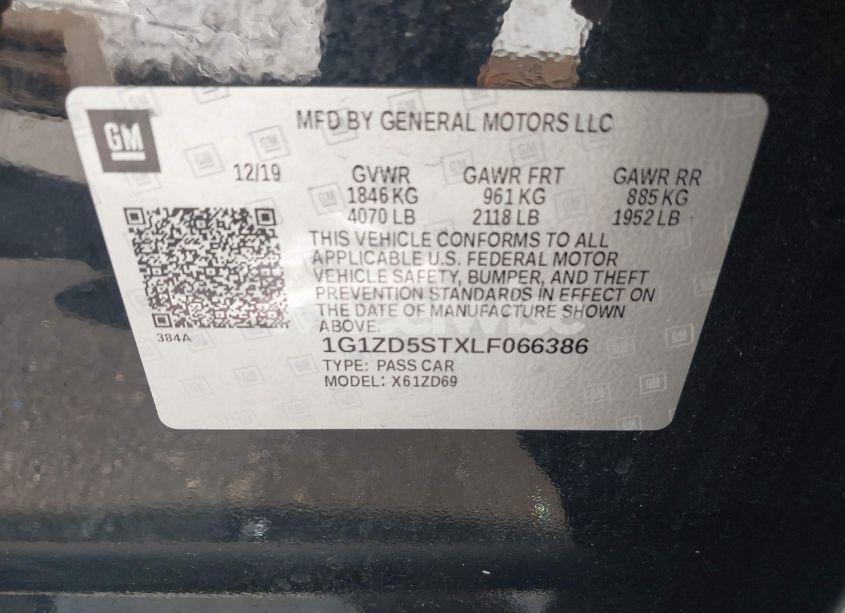 GM
MFD BY GENERAL MOTORS LLC
12/19 GVWR GAWR FRT GAWR RR
1846 KG 961 KG 885 KG
4070 LB 2118 LB 1952 LB
THIS VEHICLE CONFORMS TO ALL
APPLICABLE U.S. FEDERAL MOTOR
VEHICLE SAFETY, BUMPER, AND THEFT
PREVENTION STANDARDS IN EFFECT ON
THE DATE OF MANUFACTURE SHOWN
ABOVE.
384A
1G1ZD5STXLF066386
TYPE: PASS CAR
MODEL: X61ZD69